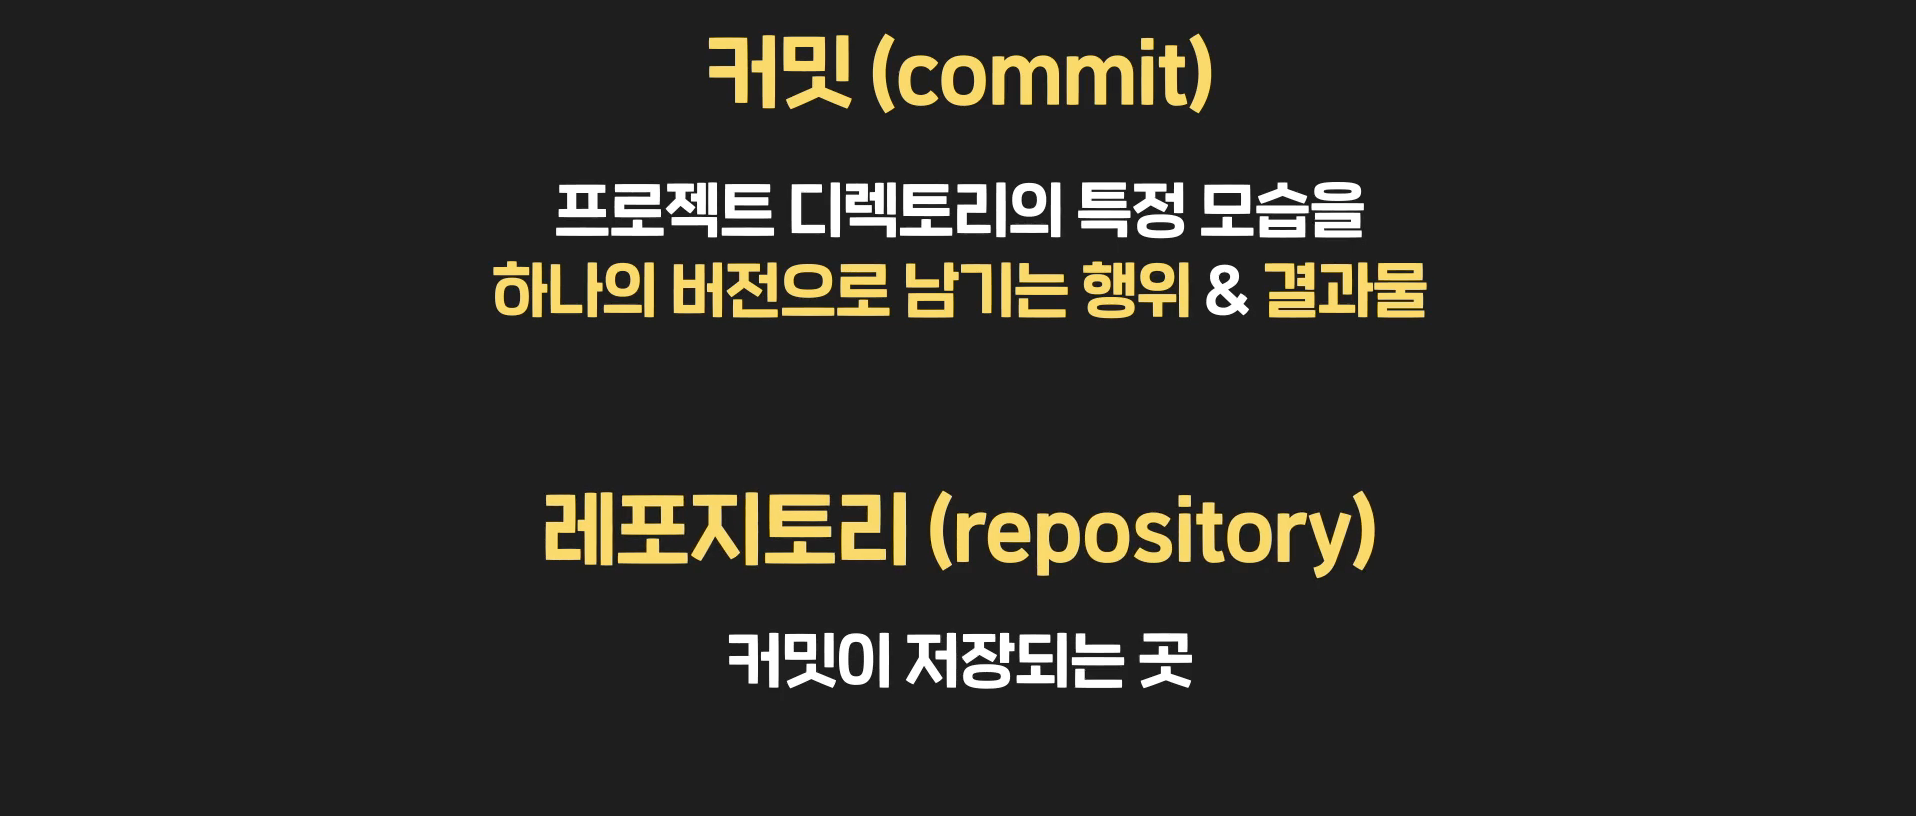 커밋 (commit)
프로젝트 디렉토리의 특정 모습을
하나의 버전으로 남기는 행위 & 결과물
레포지토리 (repository)
커밋이 저장되는 곳